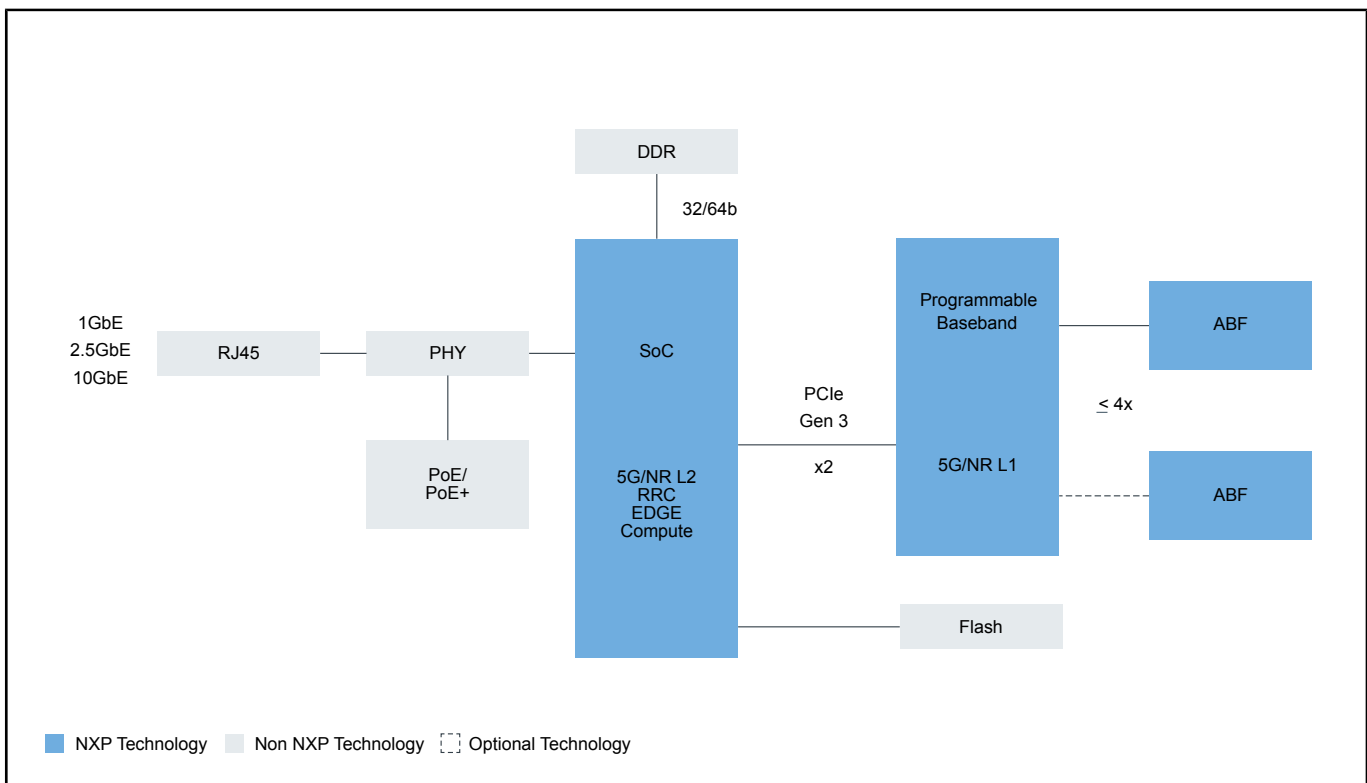 DDR
32/64b
1GbE
2.5GbE
10GbE
RJ45
PHY
PoE/
PoE+
SoC
5G/NR L2
RRC
EDGE
Compute
PCIe
Gen 3
x2
Programmable
Baseband
5G/NR L1
ABF
≤ 4x
ABF
Flash
NXP Technology
Non NXP Technology
Optional Technology